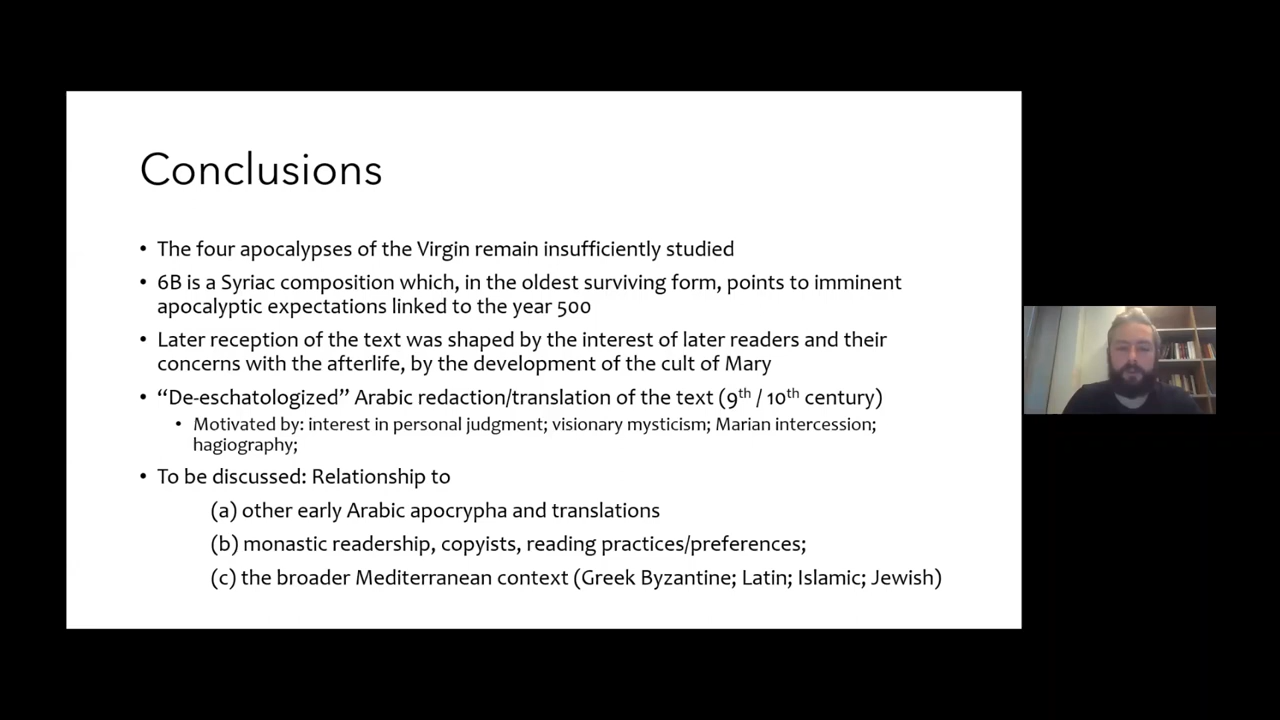 Conclusions
• The four apocalypses of the Virgin remain insufficiently studied
• 6B is a Syriac composition which, in the oldest surviving form, points to imminent
apocalyptic expectations linked to the year 500
• Later reception of the text was shaped by the interest of later readers and their
concerns with the afterlife, by the development of the cult of Mary
• “De-eschatologized” Arabic redaction/translation of the text (9th / 10th century)
• Motivated by: interest in personal judgment; visionary mysticism; Marian intercession;
hagiography;
• To be discussed: Relationship to
(a) other early Arabic apocrypha and translations
(b) monastic readership, copyists, reading practices/preferences;
(c) the broader Mediterranean context (Greek Byzantine; Latin; Islamic; Jewish)